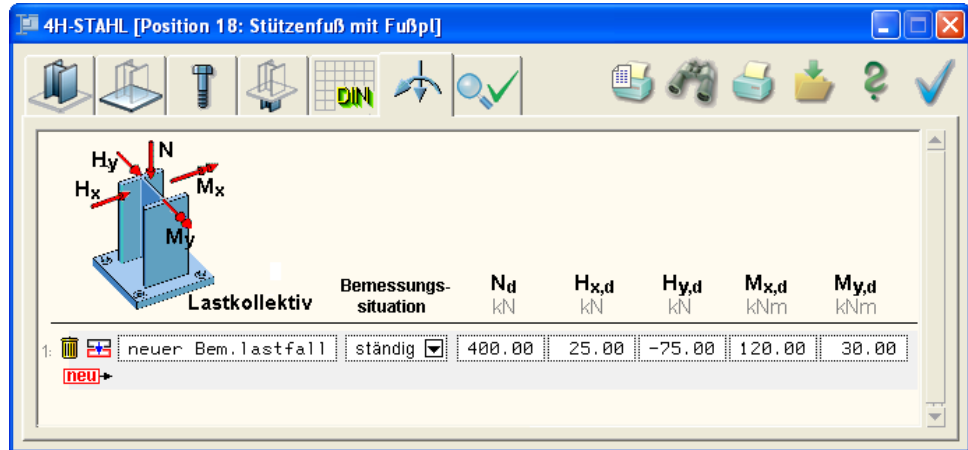 4H-STAHL [Position 18: Stützenfuß mit Fußpl]
DIN
Hy N
Hx Mx
My
Lastkollektiv Bemessungs-situation Nd kN Hx,d kN Hy,d kN Mx,d kNm My,d kNm
1: neuer Bem.lastfall ständig 400.00 25.00 -75.00 120.00 30.00
neu